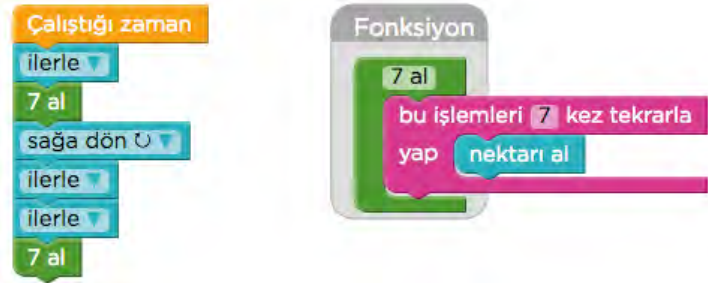 Çalıştığı zaman
ilerle
7 al
sağa dön ↻
ilerle
ilerle
7 al
Fonksiyon
7 al
bu işlemleri 7 kez tekrarla
yap nektarı al